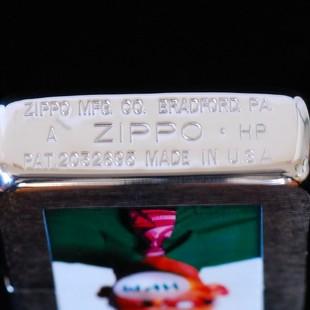 ZIPPO MFG. CO. BRADFORD. PA.
A ZIPPO · HP
PAT. 2032695 MADE IN U.S.A